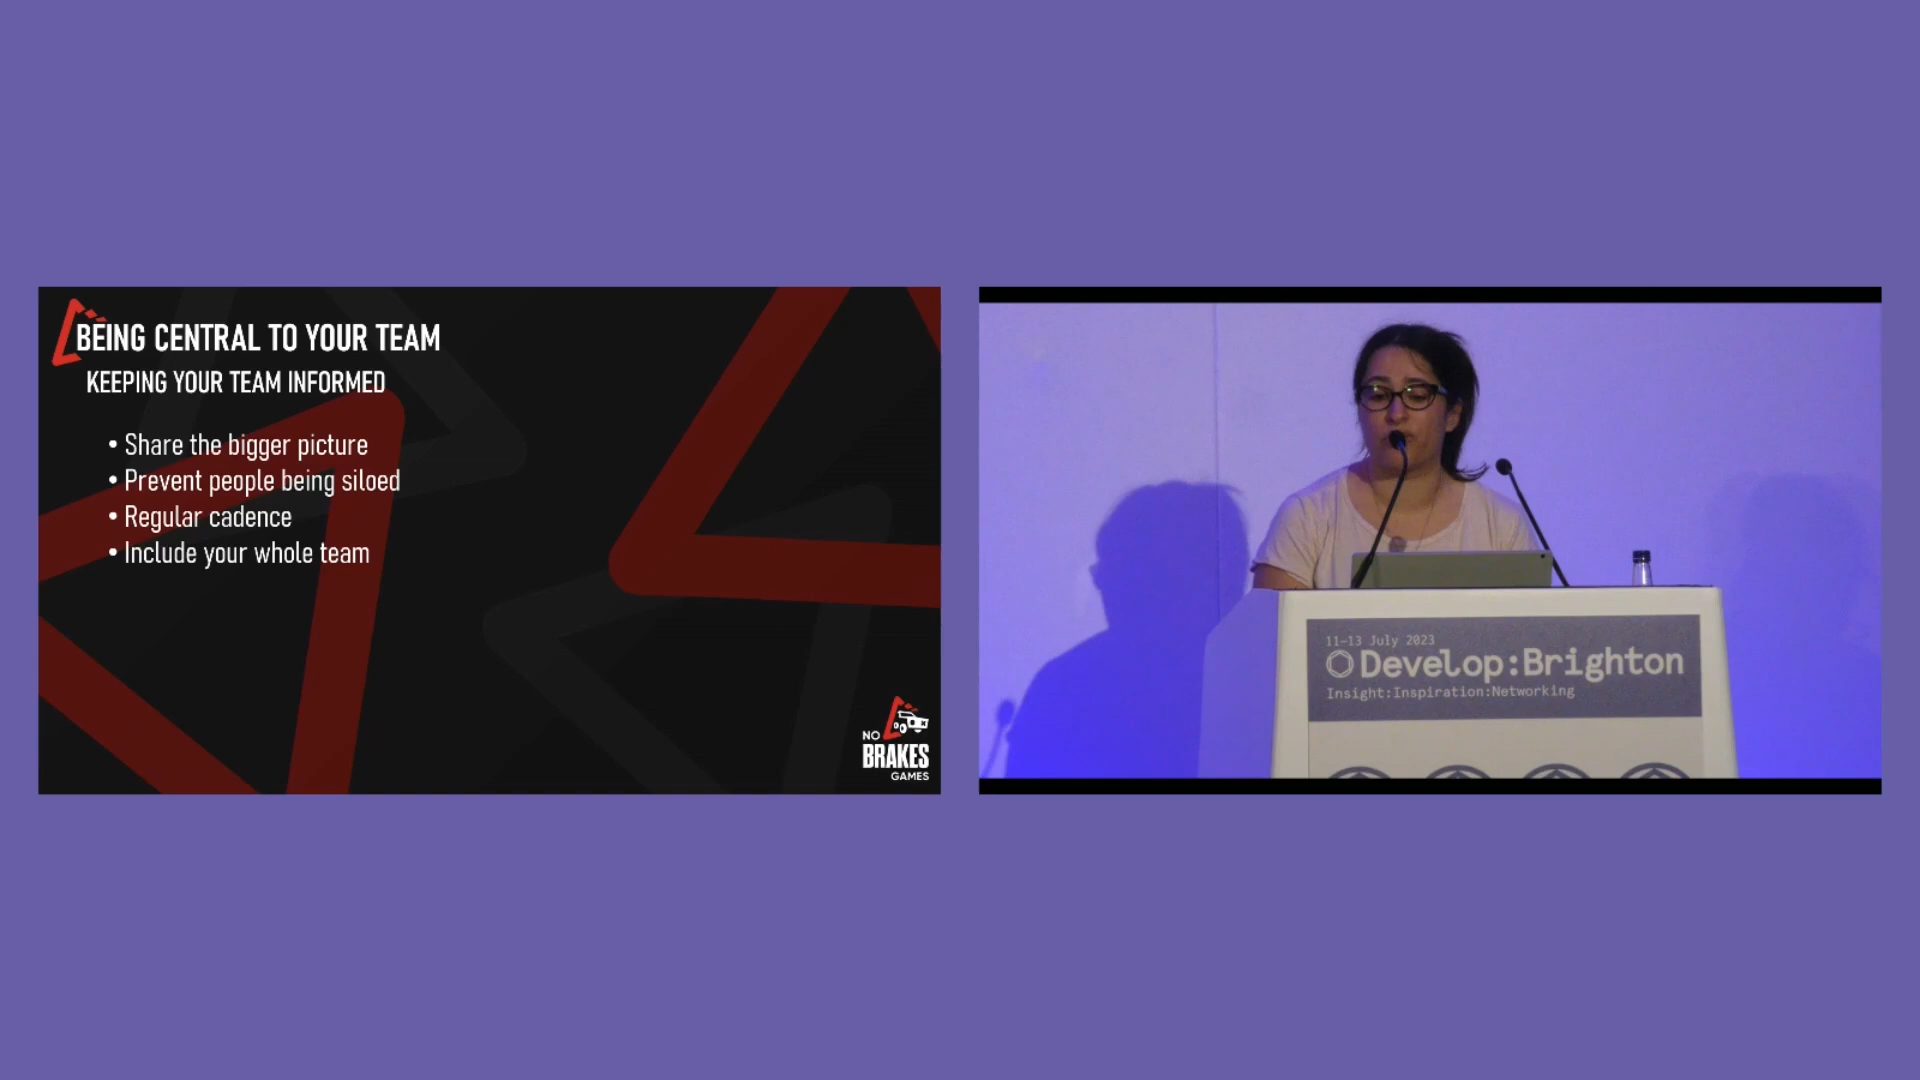 BEING CENTRAL TO YOUR TEAM
KEEPING YOUR TEAM INFORMED
• Share the bigger picture
• Prevent people being siloed
• Regular cadence
• Include your whole team
NO
BRAKES
GAMES
11-13 July 2023
Develop:Brighton
Insight:Inspiration:Networking